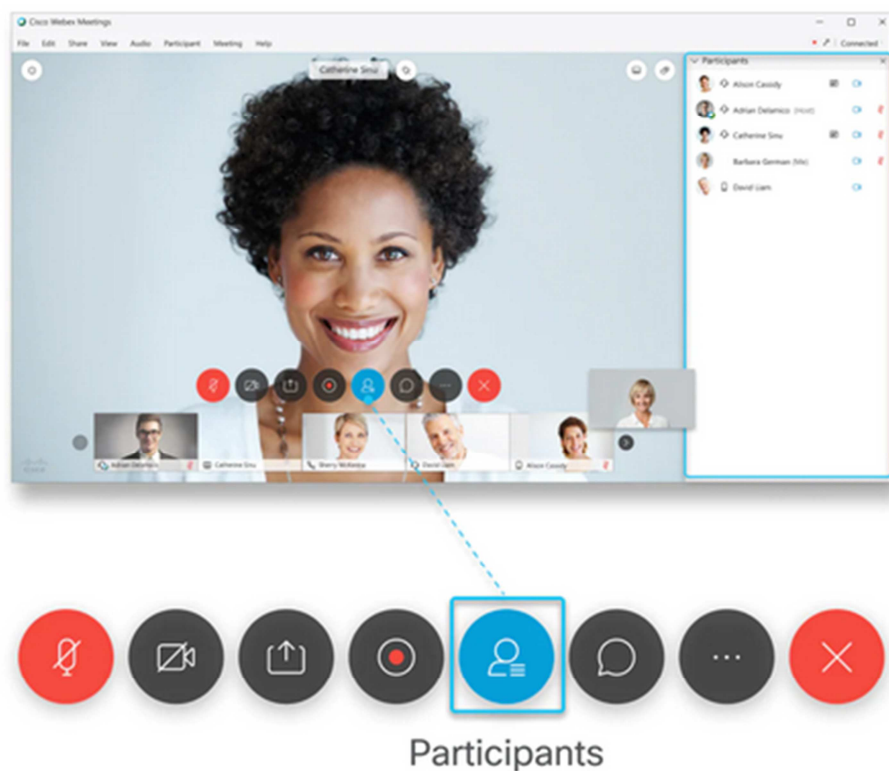 Cisco Webex Meetings
File Edit Share View Audio Participant Meeting Help
Connected
Catherine Sinu
Participants
Alison Cassidy
Adrian Delamico (Host)
Catherine Sinu
Barbara German (Me)
David Liam
Adrian Delamico
Catherine Sinu
Sherry McKenna
David Liam
Alison Cassidy
Participants